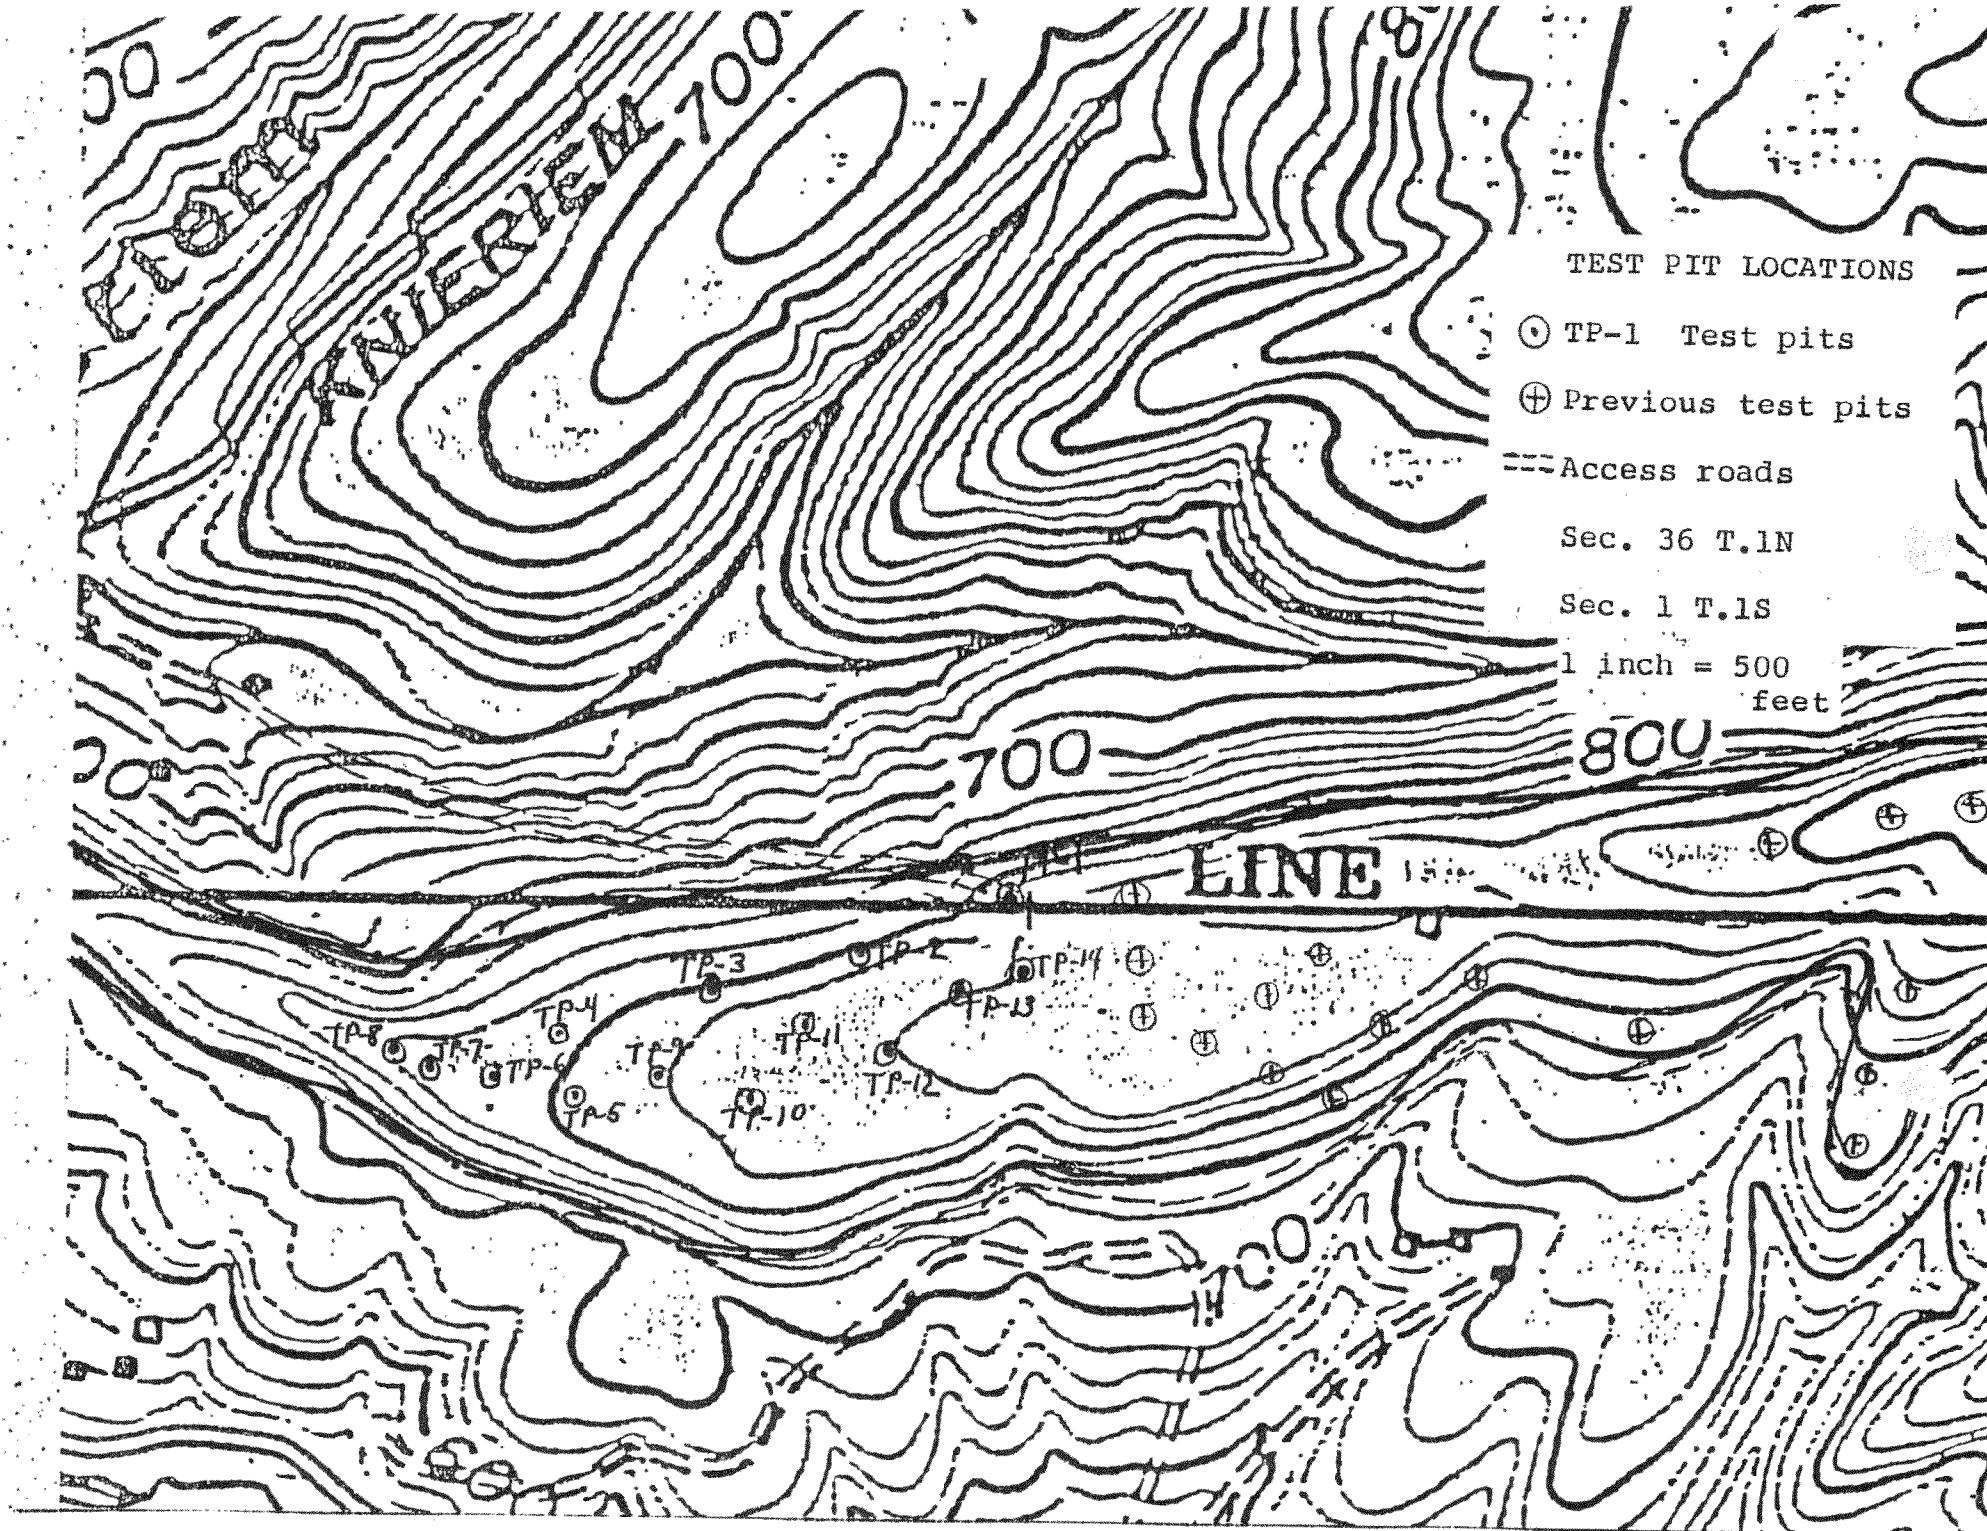 700
TEST PIT LOCATIONS
TP-1 Test pits
Previous test pits
Access roads
Sec. 36 T.1N
Sec. 1 T.1S
1 inch = 500
feet
700
800
LINE
TP-3
TP-2
TP-14
TP-13
TP-4
TP-8
TP-7
TP-6
TP-9
TP-11
TP-12
TP-5
TP-10